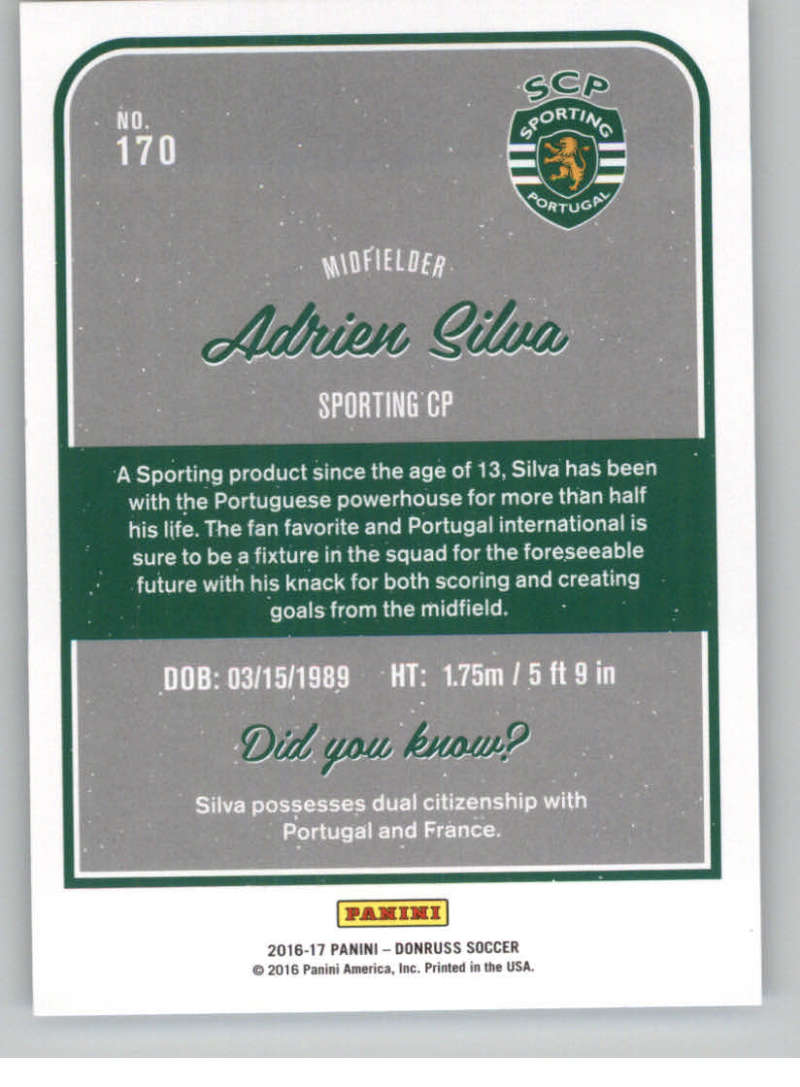 NO.
170
SCP
SPORTING
PORTUGAL
MIDFIELDER
Adrien Silva
SPORTING CP
A Sporting product since the age of 13, Silva has been
with the Portuguese powerhouse for more than half
his life. The fan favorite and Portugal international is
sure to be a fixture in the squad for the foreseeable
future with his knack for both scoring and creating
goals from the midfield.
DOB: 03/15/1989 HT: 1.75m / 5 ft 9 in
Did you know?
Silva possesses dual citizenship with
Portugal and France.
PANINI
2016-17 PANINI – DONRUSS SOCCER
© 2016 Panini America, Inc. Printed in the USA.